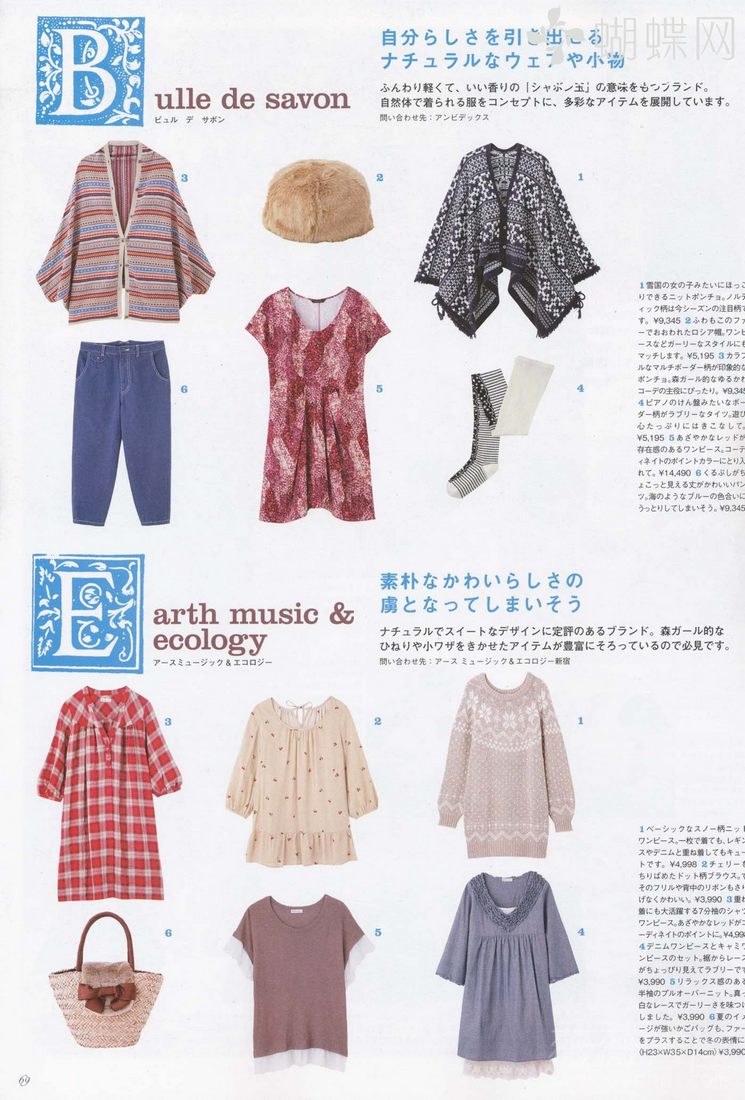 蝴蝶网
B
ulle de savon
ビュル デ サボン
自分らしさを引き出せる
ナチュラルなウェアや小物
ふんわり軽くて、いい香りの「シャボン玉」の意味をもつブランド。
自然体で着られる服をコンセプトに、多彩なアイテムを展開しています。
問い合わせ先：アンビデックス
3
2
1
6
5
4
1雪国の女の子みたいにほっこ
りできるニットポンチョ。ノルデ
ィック柄は今シーズンの注目柄で
す。¥9,345 2ふわもこのファ
ーでおおわれたロシア帽。ワンピ
ースなどガーリーなスタイルにも
マッチします。¥5,195 3カラフ
ルなマルチボーダー柄が印象的な
ポンチョ。森ガール的なゆるかわ
コーデの主役にぴったり。¥9,345
4ピアノのけん盤みたいなボー
ダー柄がラブリーなタイツ。遊び
心たっぷりにはきこなして。
¥5,195 5あざやかなレッドが
存在感のあるワンピース。コーデ
ィネイトのポイントカラーにとり入
れて。¥14,490 6くるぶしがち
ょこっと見える丈がかわいいパン
ツ。海のようなブルーの色合いに
うっとりしてしまいそう。¥9,345
E
arth music &
ecology
アースミュージック&エコロジー
素朴なかわいらしさの
虜となってしまいそう
ナチュラルでスイートなデザインに定評のあるブランド。森ガール的な
ひねりや小ワザをきかせたアイテムが豊富にそろっているので必見です。
問い合わせ先：アース ミュージック&エコロジー新宿
3
2
1
6
5
4
1ベーシックなスノー柄ニット
ワンピース。一枚で着ても、レギン
スやデニムと重ね着してもキュー
トです。¥4,998 2チェリーを
ちりばめたドット柄ブラウス。す
そのフリルや背中のリボンもさり
げなくかわいい。¥3,990 3重ね
着にも大活躍する7分袖のシャツ
ワンピース。あざやかなレッドがコ
ーディネイトのポイントに。¥4,998
4デニムワンピースとキャミワ
ンピースのセット。裾からレース
がちょっぴり見えてラブリーです。
¥3,990 5リラックス感のある
半袖のプルオーバーニット。真っ
白なレースでガーリーさを味つけ
しました。¥3,990 6夏のイメ
ージが強いかごバッグも、ファー
をプラスすることで冬の表情に。
(H23×W35×D14cm) ¥3,990
69